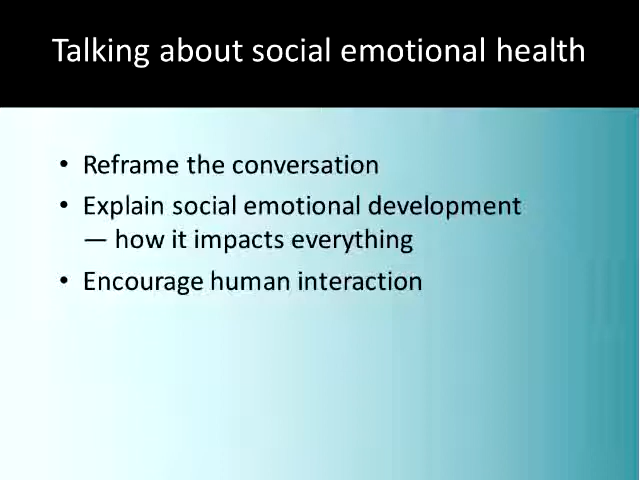 Talking about social emotional health
• Reframe the conversation
• Explain social emotional development
— how it impacts everything
• Encourage human interaction